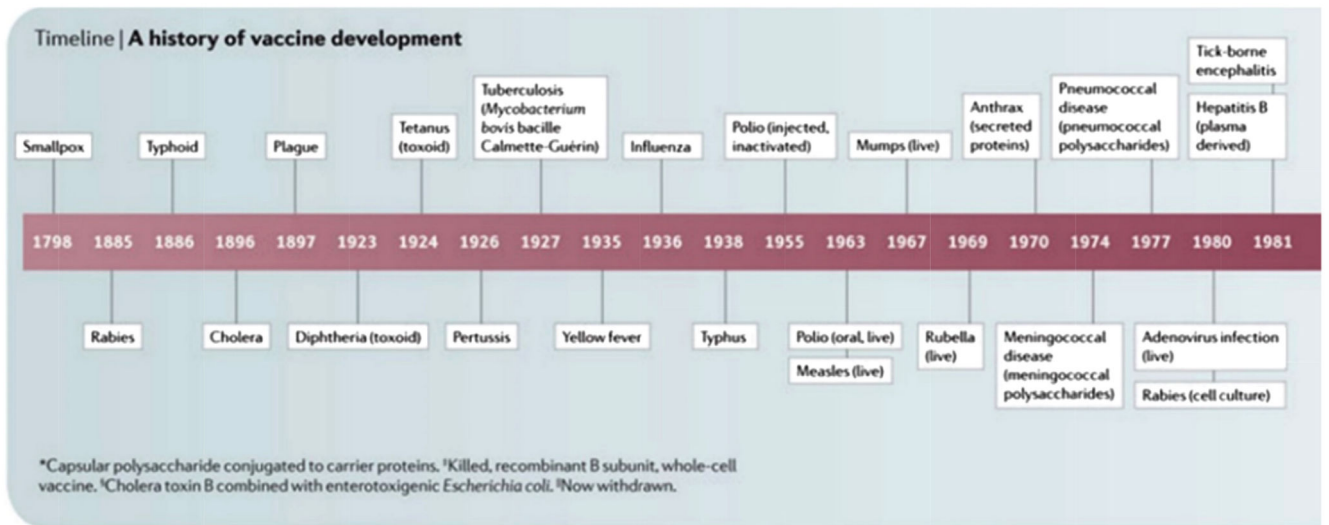 Timeline | A history of vaccine development
Tick-borne
encephalitis
Smallpox
Typhoid
Plague
Tetanus
(toxoid)
Tuberculosis
(Mycobacterium
bovis bacille
Calmette-Guérin)
Influenza
Polio (injected,
inactivated)
Mumps (live)
Anthrax
(secreted
proteins)
Pneumococcal
disease
(pneumococcal
polysaccharides)
Hepatitis B
(plasma
derived)
1798 1885 1886 1896 1897 1923 1924 1926 1927 1935 1936 1938 1955 1963 1967 1969 1970 1974 1977 1980 1981
Rabies
Cholera
Diphtheria (toxoid)
Pertussis
Yellow fever
Typhus
Polio (oral, live)
Measles (live)
Rubella
(live)
Meningococcal
disease
(meningococcal
polysaccharides)
Adenovirus infection
(live)
Rabies (cell culture)
*Capsular polysaccharide conjugated to carrier proteins. ‡Killed, recombinant B subunit, whole-cell
vaccine. §Cholera toxin B combined with enterotoxigenic Escherichia coli. ||Now withdrawn.